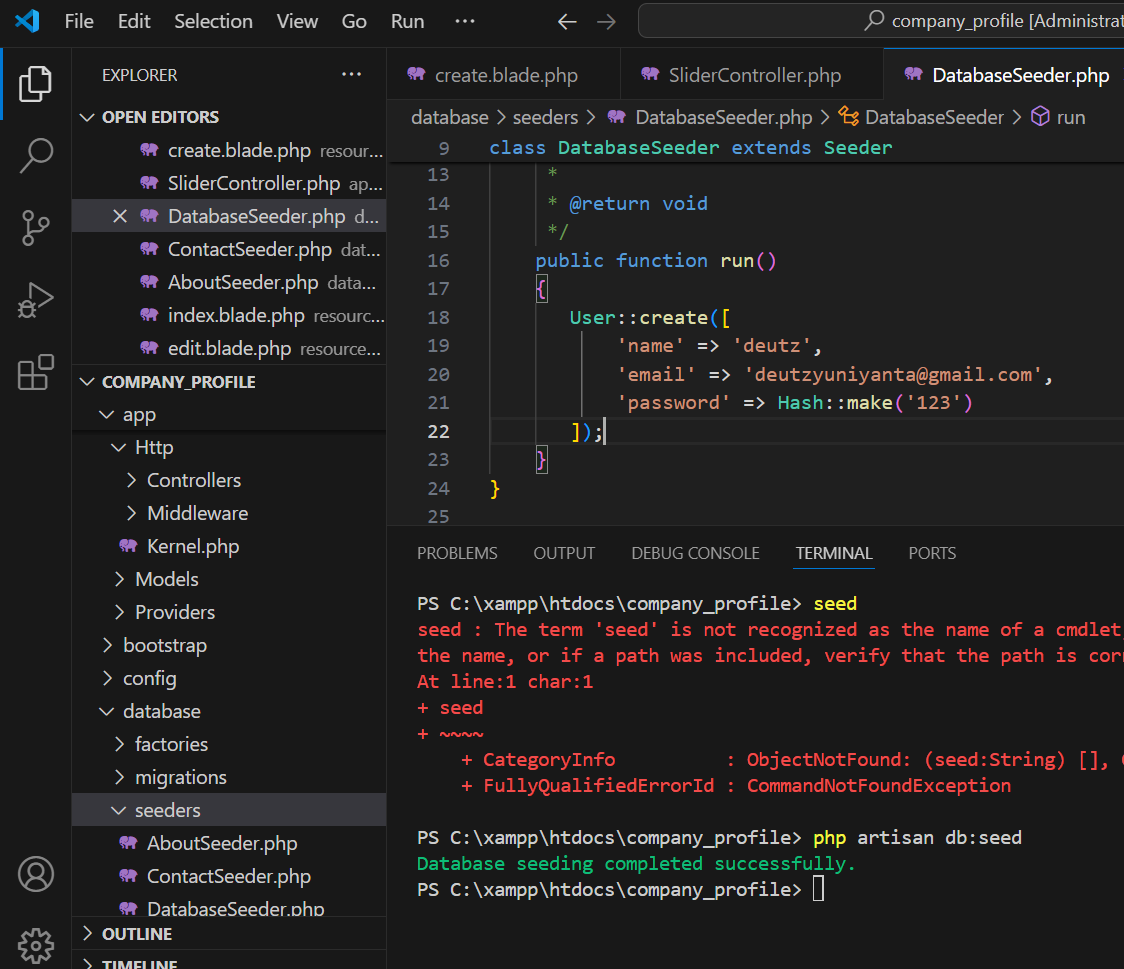 File Edit Selection View Go Run ...
company_profile [Administrat
EXPLORER
OPEN EDITORS
create.blade.php resour...
SliderController.php ap...
DatabaseSeeder.php d...
ContactSeeder.php dat...
AboutSeeder.php data...
index.blade.php resourc...
edit.blade.php resource...
COMPANY_PROFILE
app
Http
Controllers
Middleware
Kernel.php
Models
Providers
bootstrap
config
database
factories
migrations
seeders
AboutSeeder.php
ContactSeeder.php
DatabaseSeeder.php
OUTLINE
TIMELINE
create.blade.php SliderController.php DatabaseSeeder.php
database > seeders > DatabaseSeeder.php > DatabaseSeeder > run
9 class DatabaseSeeder extends Seeder
13 *
14 * @return void
15 */
16 public function run()
17 {
18 User::create([
19 'name' => 'deutz',
20 'email' => 'deutzyuniyanta@gmail.com',
21 'password' => Hash::make('123')
22 ]);
23 }
24 }
25
PROBLEMS OUTPUT DEBUG CONSOLE TERMINAL PORTS
PS C:\xampp\htdocs\company_profile> seed
seed : The term 'seed' is not recognized as the name of a cmdlet,
the name, or if a path was included, verify that the path is corr
At line:1 char:1
+ seed
+ ~~~~
+ CategoryInfo : ObjectNotFound: (seed:String) [], C
+ FullyQualifiedErrorId : CommandNotFoundException
PS C:\xampp\htdocs\company_profile> php artisan db:seed
Database seeding completed successfully.
PS C:\xampp\htdocs\company_profile>